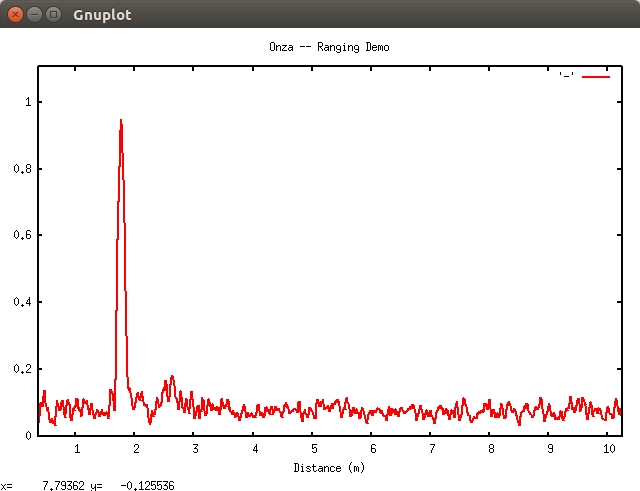 Gnuplot
Onza -- Ranging Demo
'-'
1
0.8
0.6
0.4
0.2
0
1 2 3 4 5 6 7 8 9 10
Distance (m)
x= 7.79362 y= -0.125536